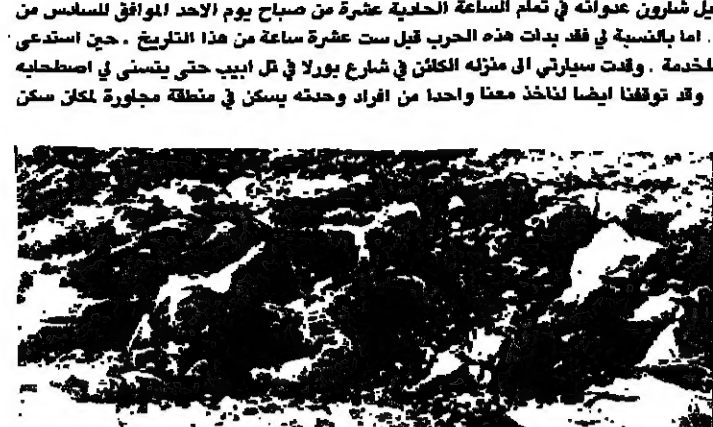 يل شارون عدوانه في تمام الساعة الحادية عشرة من صباح يوم الاحد الموافق للسادس من
. اما بالنسبة لي فقد بدات هذه الحرب قبل ست عشرة ساعة من هذا التاريخ . حين استدعى
للخدمة . وقدت سيارتي الى منزله الكائن في شارع بورلا في تل ابيب حتى يتسنى لي اصطحابه
وقد توقفنا ايضا لناخذ معنا واحدا من افراد وحدته يسكن في منطقة مجاورة لمكان سكن